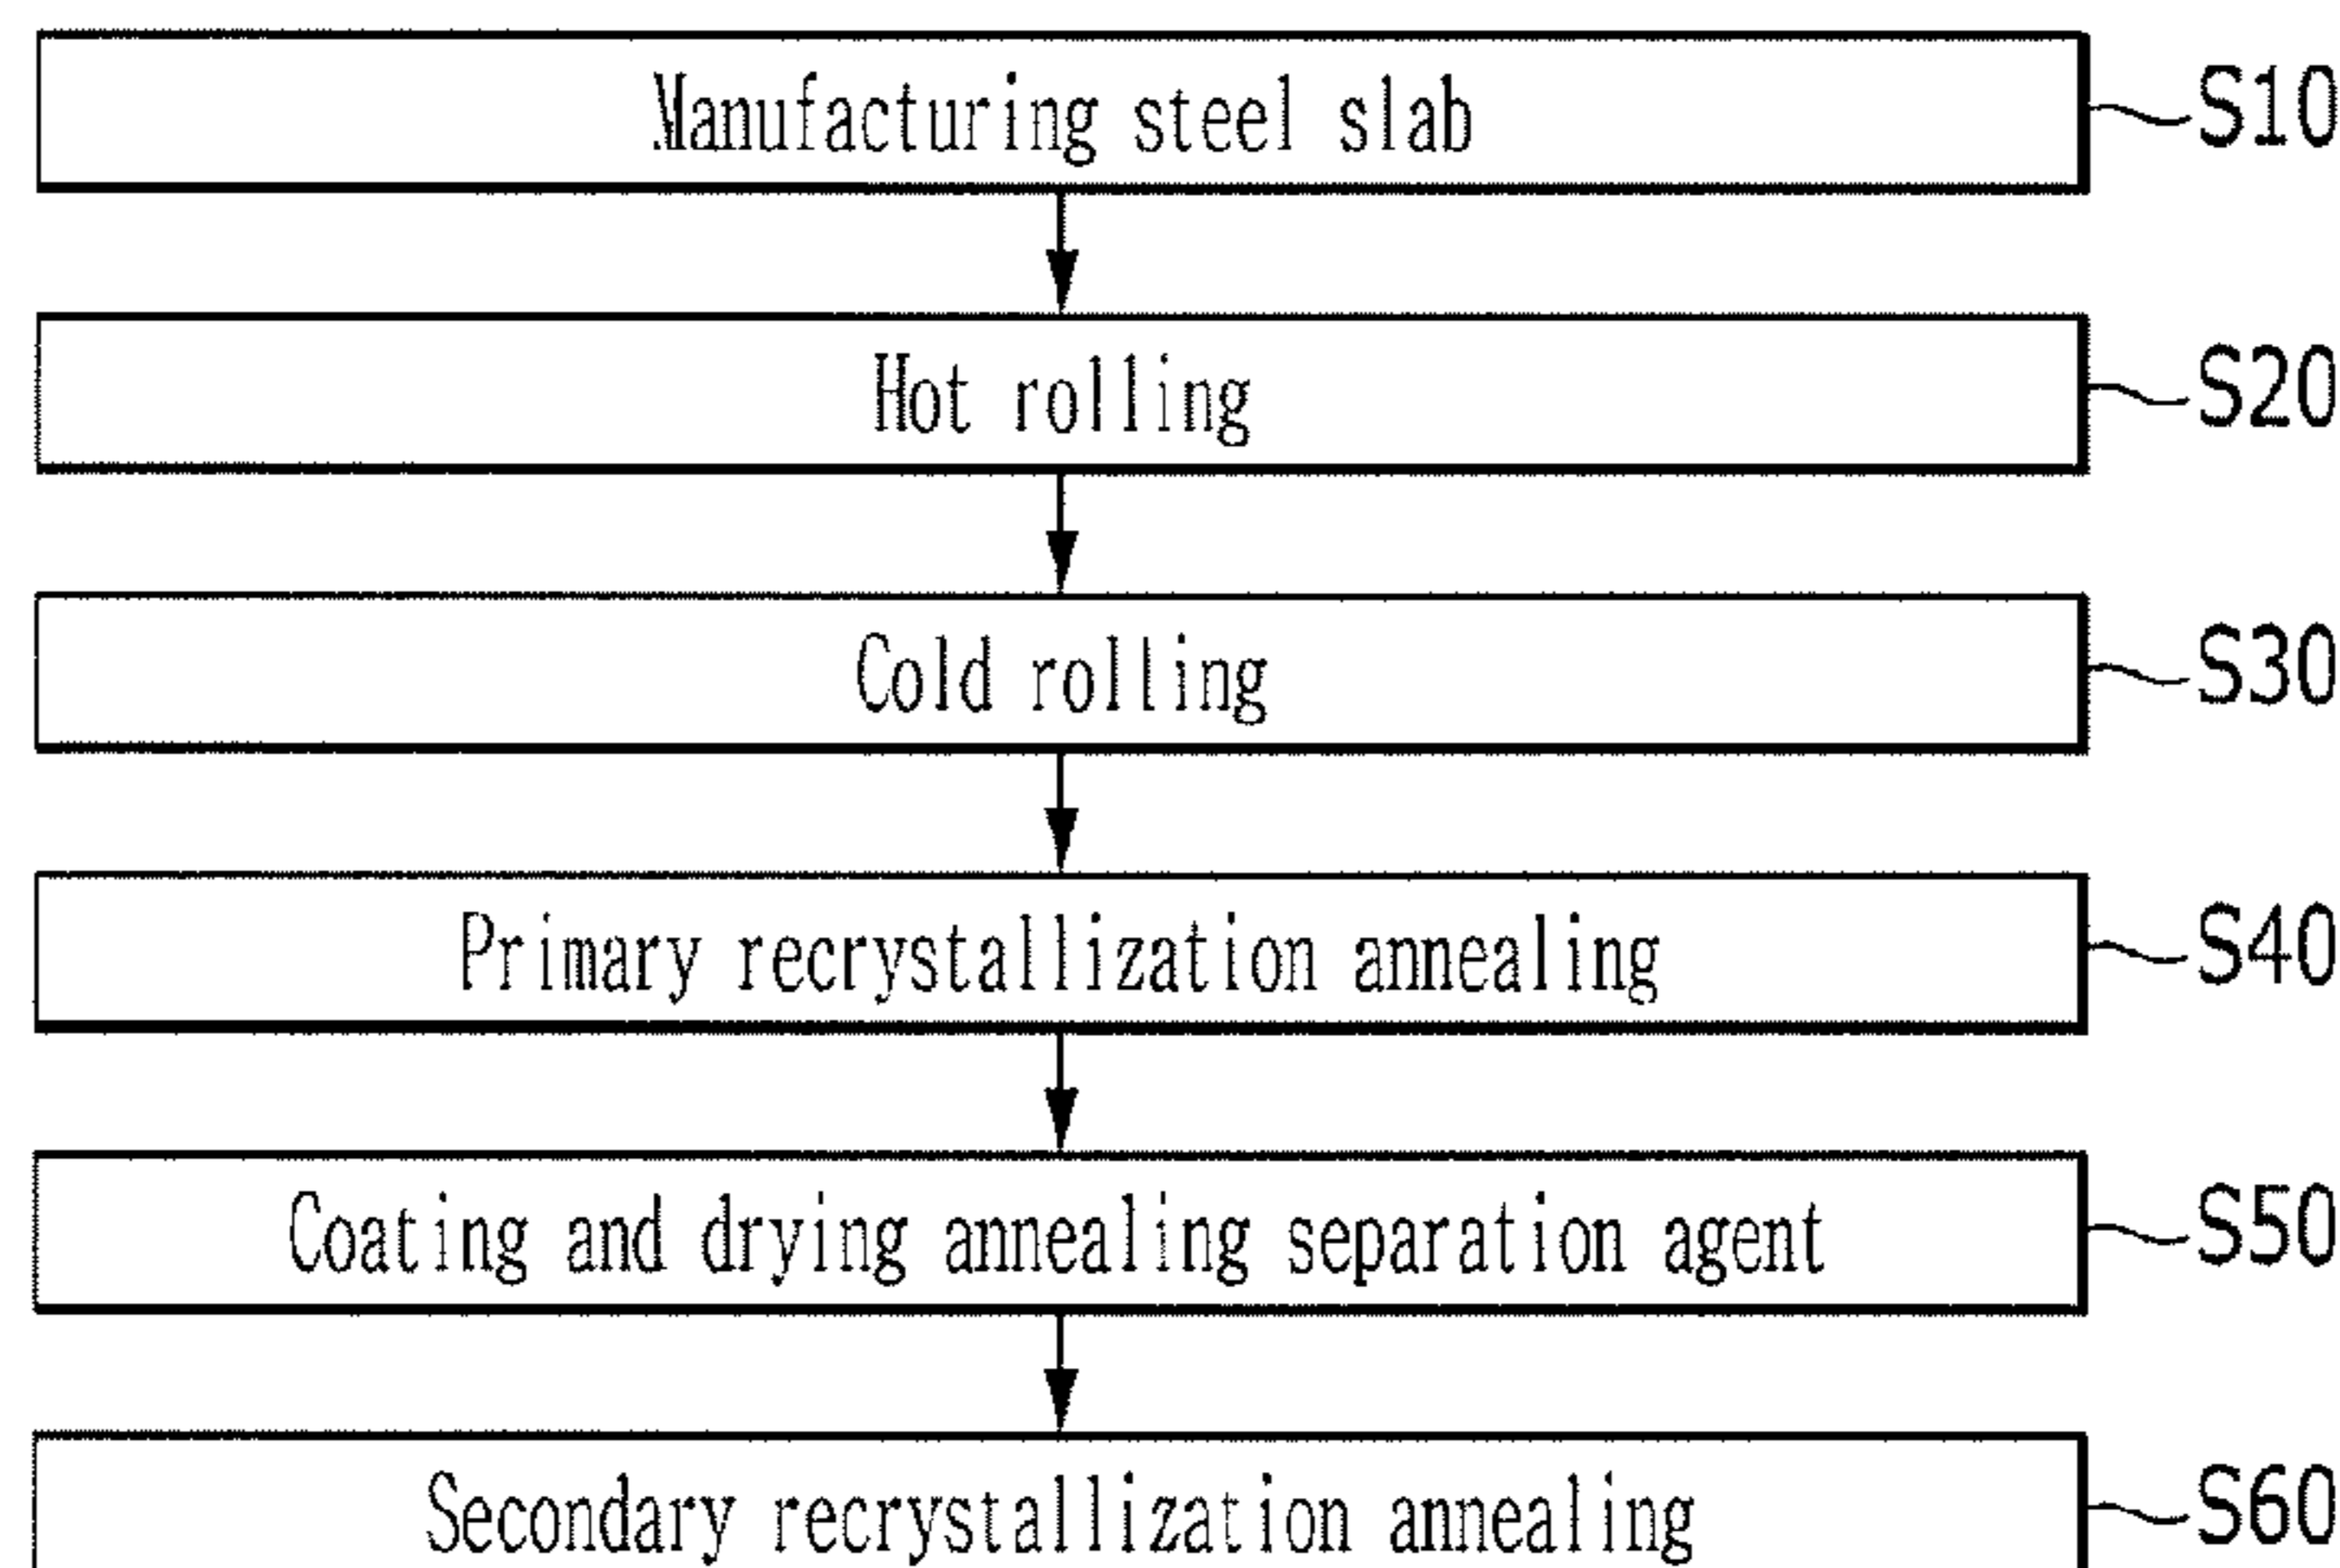 Manufacturing steel slab S10
Hot rolling S20
Cold rolling S30
Primary recrystallization annealing S40
Coating and drying annealing separation agent S50
Secondary recrystallization annealing S60